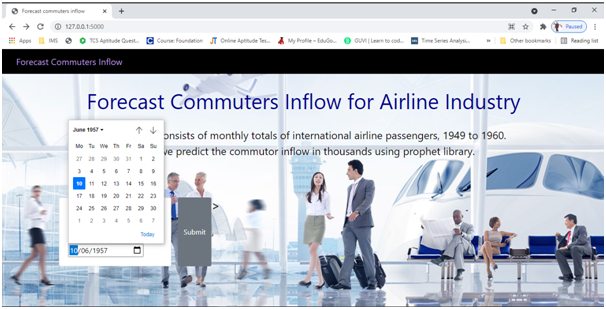 Forecast commuters inflow
127.0.0.1:5000
Paused
Apps
IMS
TCS Aptitude Quest...
Course: Foundation
Online Aptitude Tes...
My Profile – EduGo...
GUVI | Learn to cod...
Time Series Analysi...
Other bookmarks
Reading list
Forecast Commuters Inflow
Forecast Commuters Inflow for Airline Industry
onsists of monthly totals of international airline passengers, 1949 to 1960.
we predict the commutor inflow in thousands using prophet library.
June 1957
Mo Tu We Th Fr Sa Su
27 28 29 30 31 1 2
3 4 5 6 7 8 9
10 11 12 13 14 15 16
17 18 19 20 21 22 23
24 25 26 27 28 29 30
1 2 3 4 5 6 7
Today
10/06/1957
Submit
>